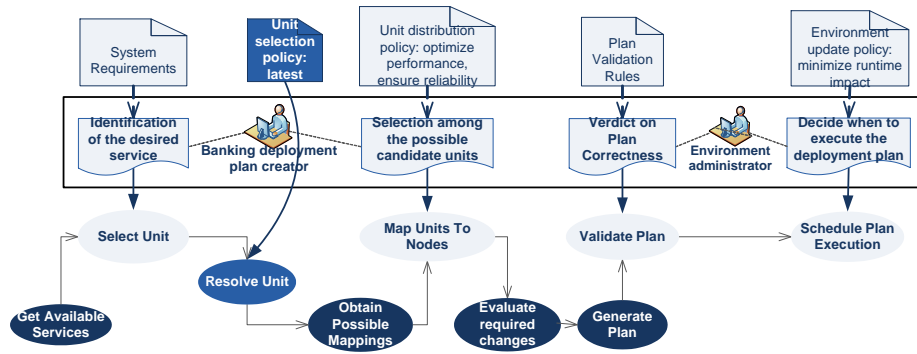 System
Requirements
Unit
selection
policy:
latest
Unit distribution
policy: optimize
performance,
ensure reliability
Plan
Validation
Rules
Environment
update policy:
minimize runtime
impact
Identification
of the desired
service
Banking deployment
plan creator
Selection among
the possible
candidate units
Verdict on
Plan
Correctness
Environment
administrator
Decide when to
execute the
deployment plan
Select Unit
Map Units To
Nodes
Validate Plan
Schedule Plan
Execution
Resolve Unit
Get Available
Services
Obtain
Possible
Mappings
Evaluate
required
changes
Generate
Plan